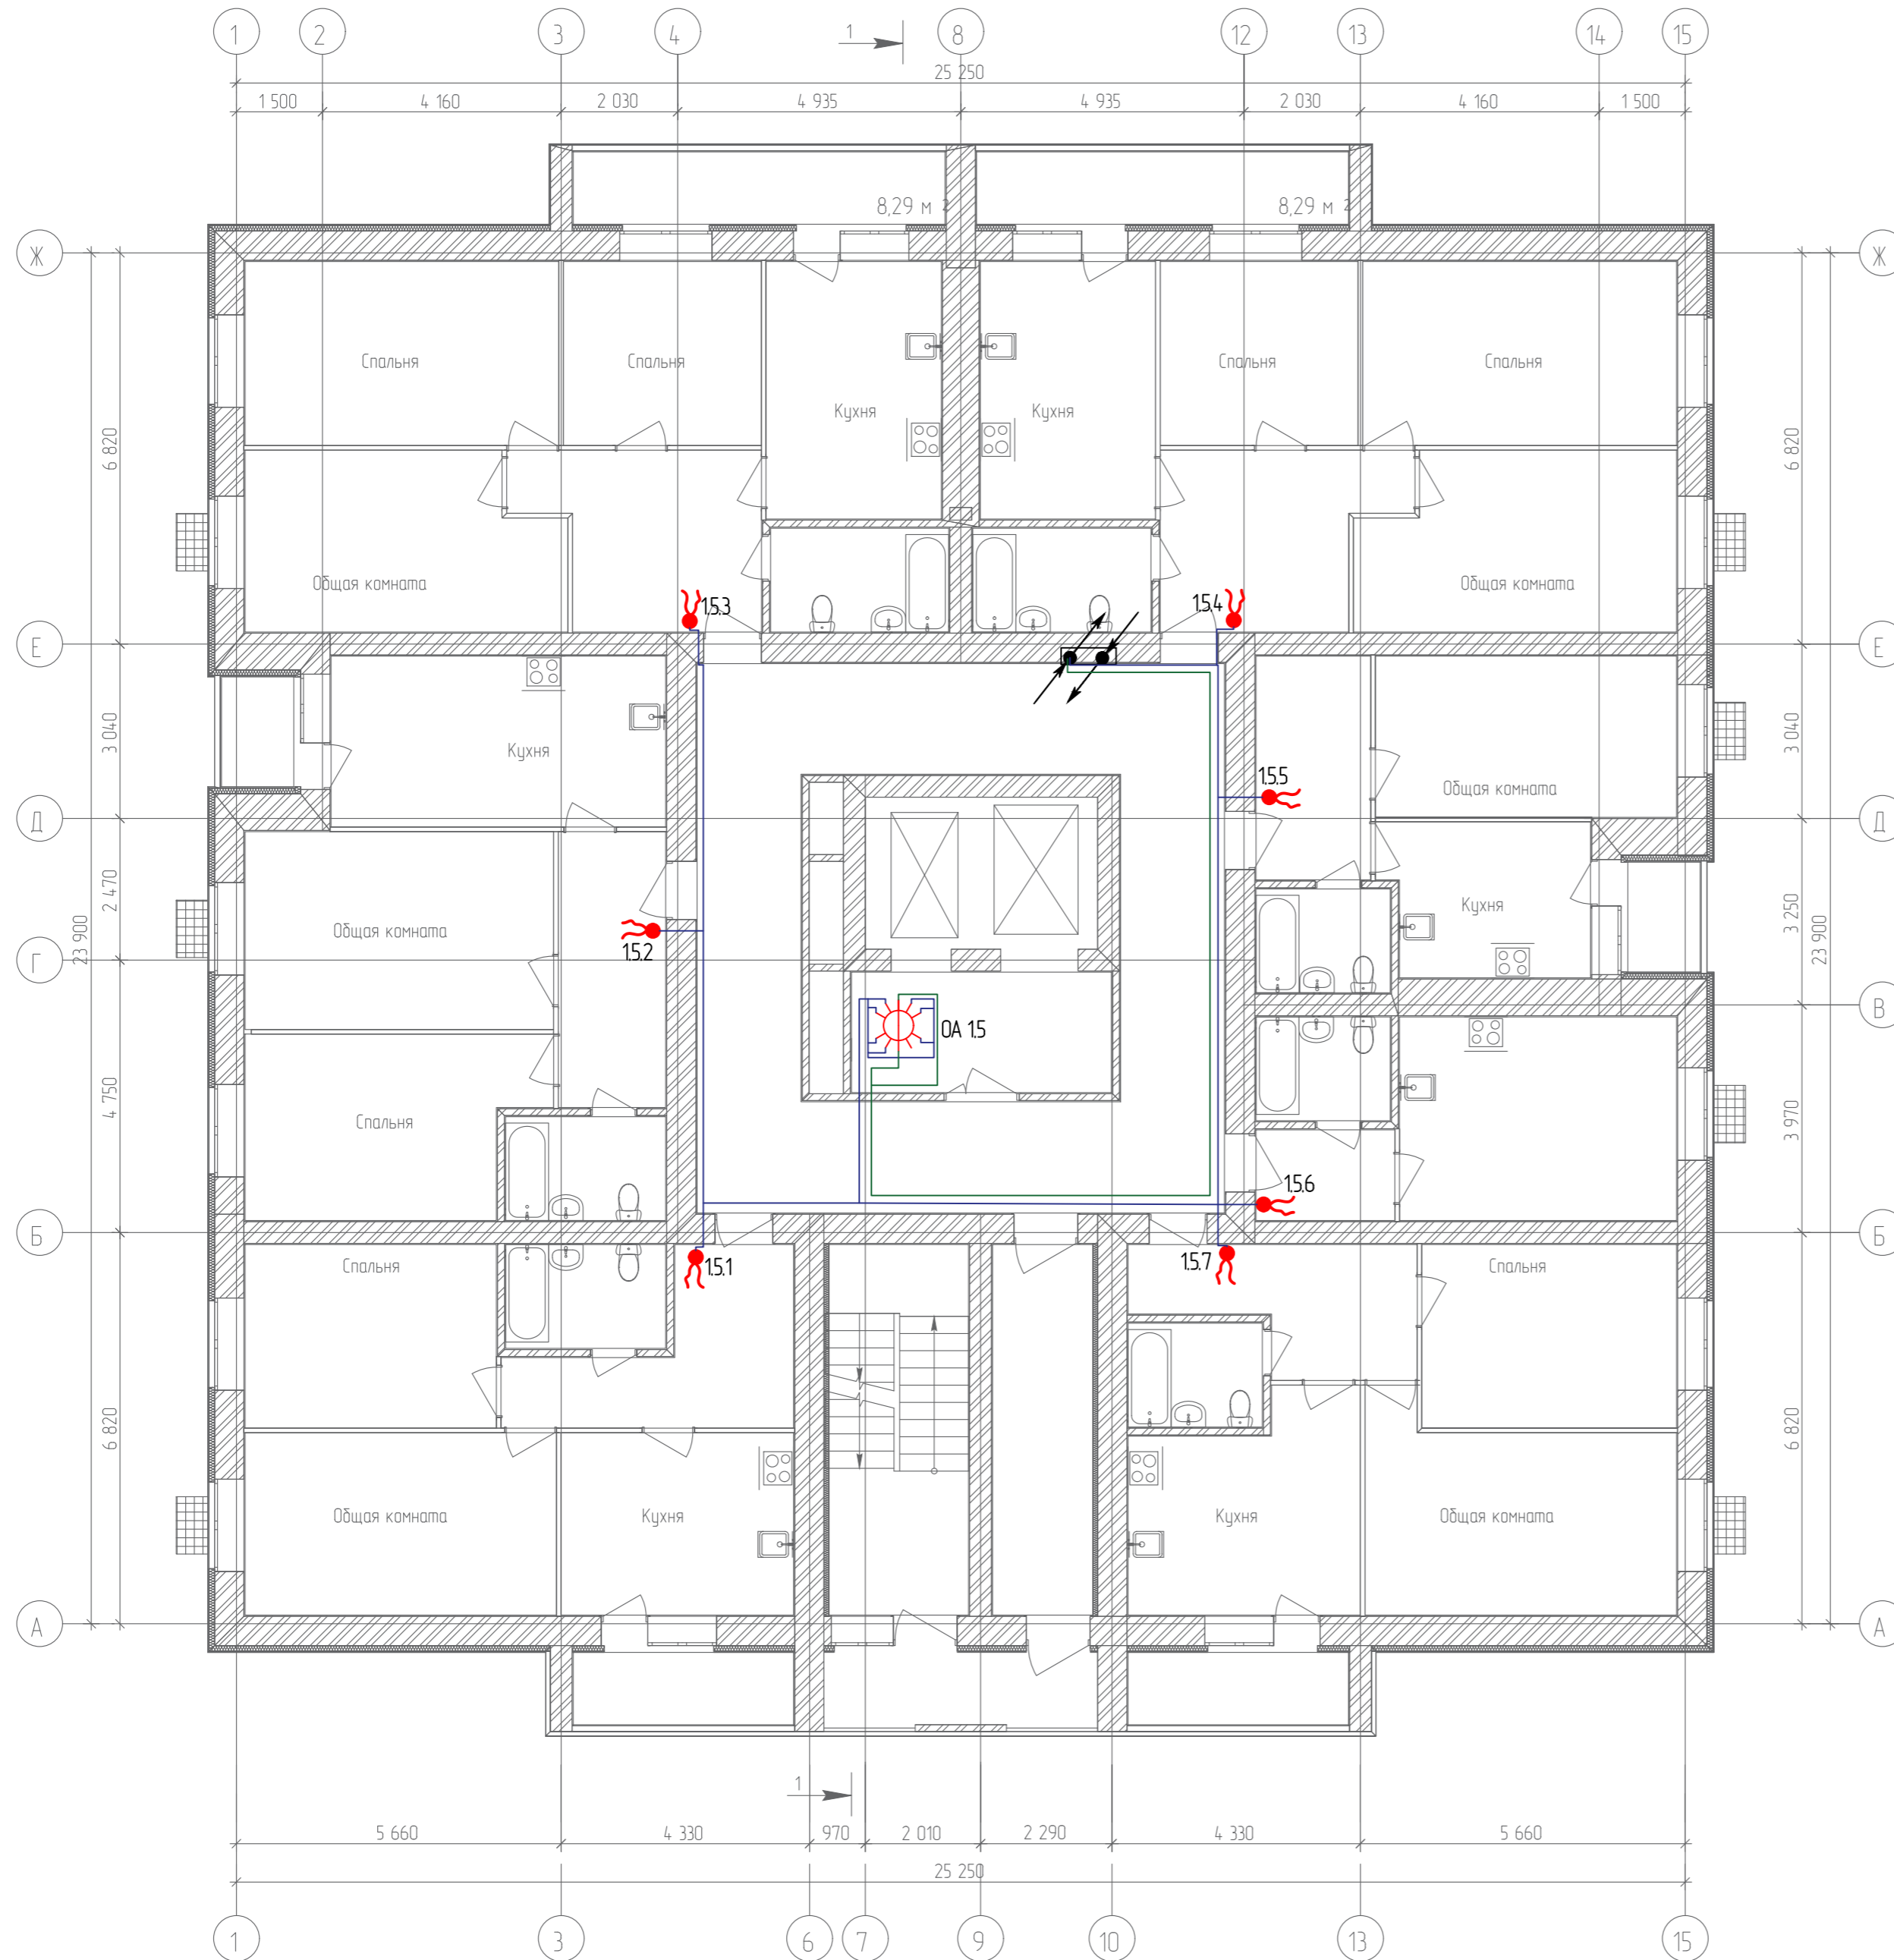 1 2 3 4 8 12 13 14 15
1
25 250
1 500 4 160 2 030 4 935 4 935 2 030 4 160 1 500
8,29 м 2 8,29 м 2
Ж Ж
Спальня Спальня Спальня Спальня
Кухня Кухня
6 820 6 820
Общая комната Общая комната
1.5.3 1.5.4
Е Е
3 040 Кухня 1.5.5 3 040
Общая комната
Д Д
2 470 Кухня 3 250
23 900 Общая комната 23 900
1.5.2
Г В
ОА 1.5
4 750 Спальня 3 970
1.5.6
Б Б
Спальня 1.5.1 1.5.7 Спальня
6 820 6 820
Общая комната Кухня Кухня Общая комната
А А
1
5 660 4 330 970 2 010 2 290 4 330 5 660
25 250
1 3 6 7 9 10 13 15